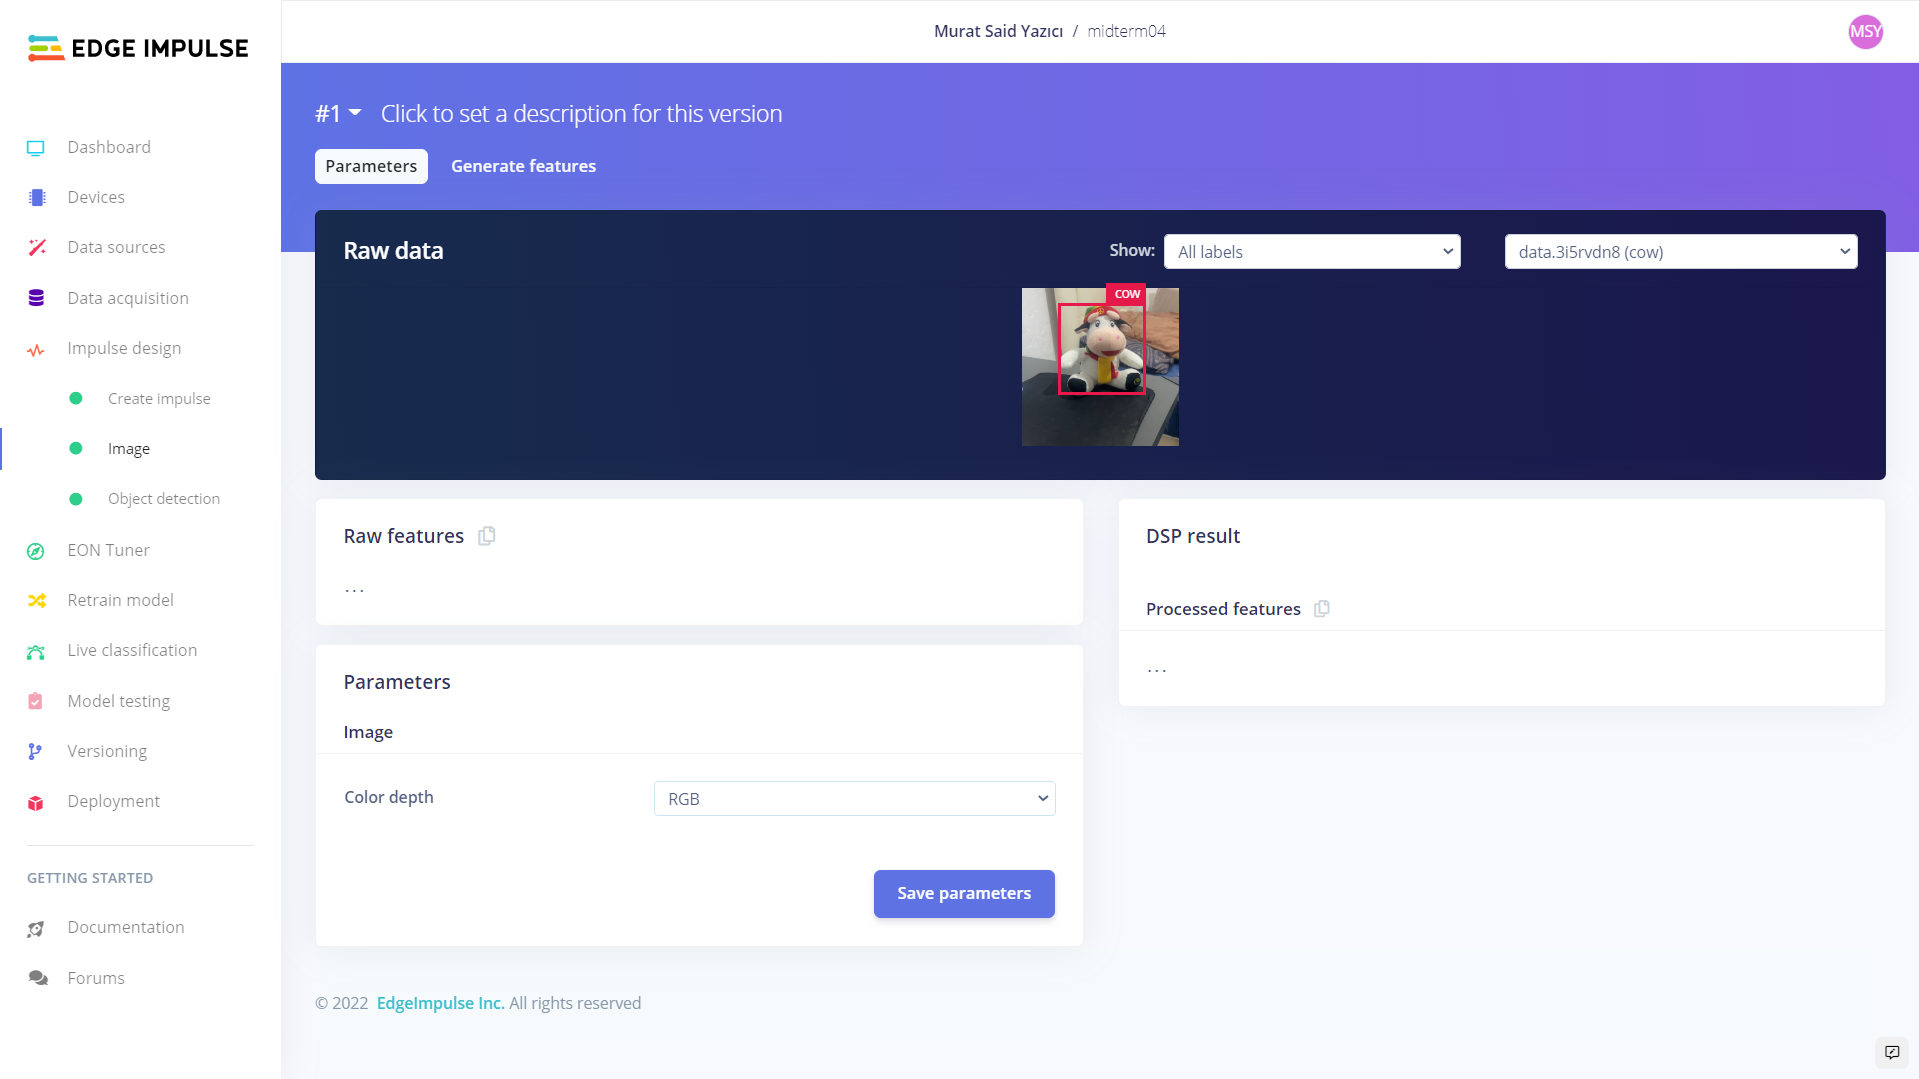 EDGE IMPULSE
Murat Said Yazıcı / midterm04
MSY
Dashboard
Devices
Data sources
Data acquisition
Impulse design
Create impulse
Image
Object detection
EON Tuner
Retrain model
Live classification
Model testing
Versioning
Deployment
GETTING STARTED
Documentation
Forums
#1 Click to set a description for this version
Parameters Generate features
Raw data
Show: All labels data.3i5rvdn8 (cow)
COW
Raw features
...
Parameters
Image
Color depth RGB
Save parameters
DSP result
Processed features
...
© 2022 EdgeImpulse Inc. All rights reserved